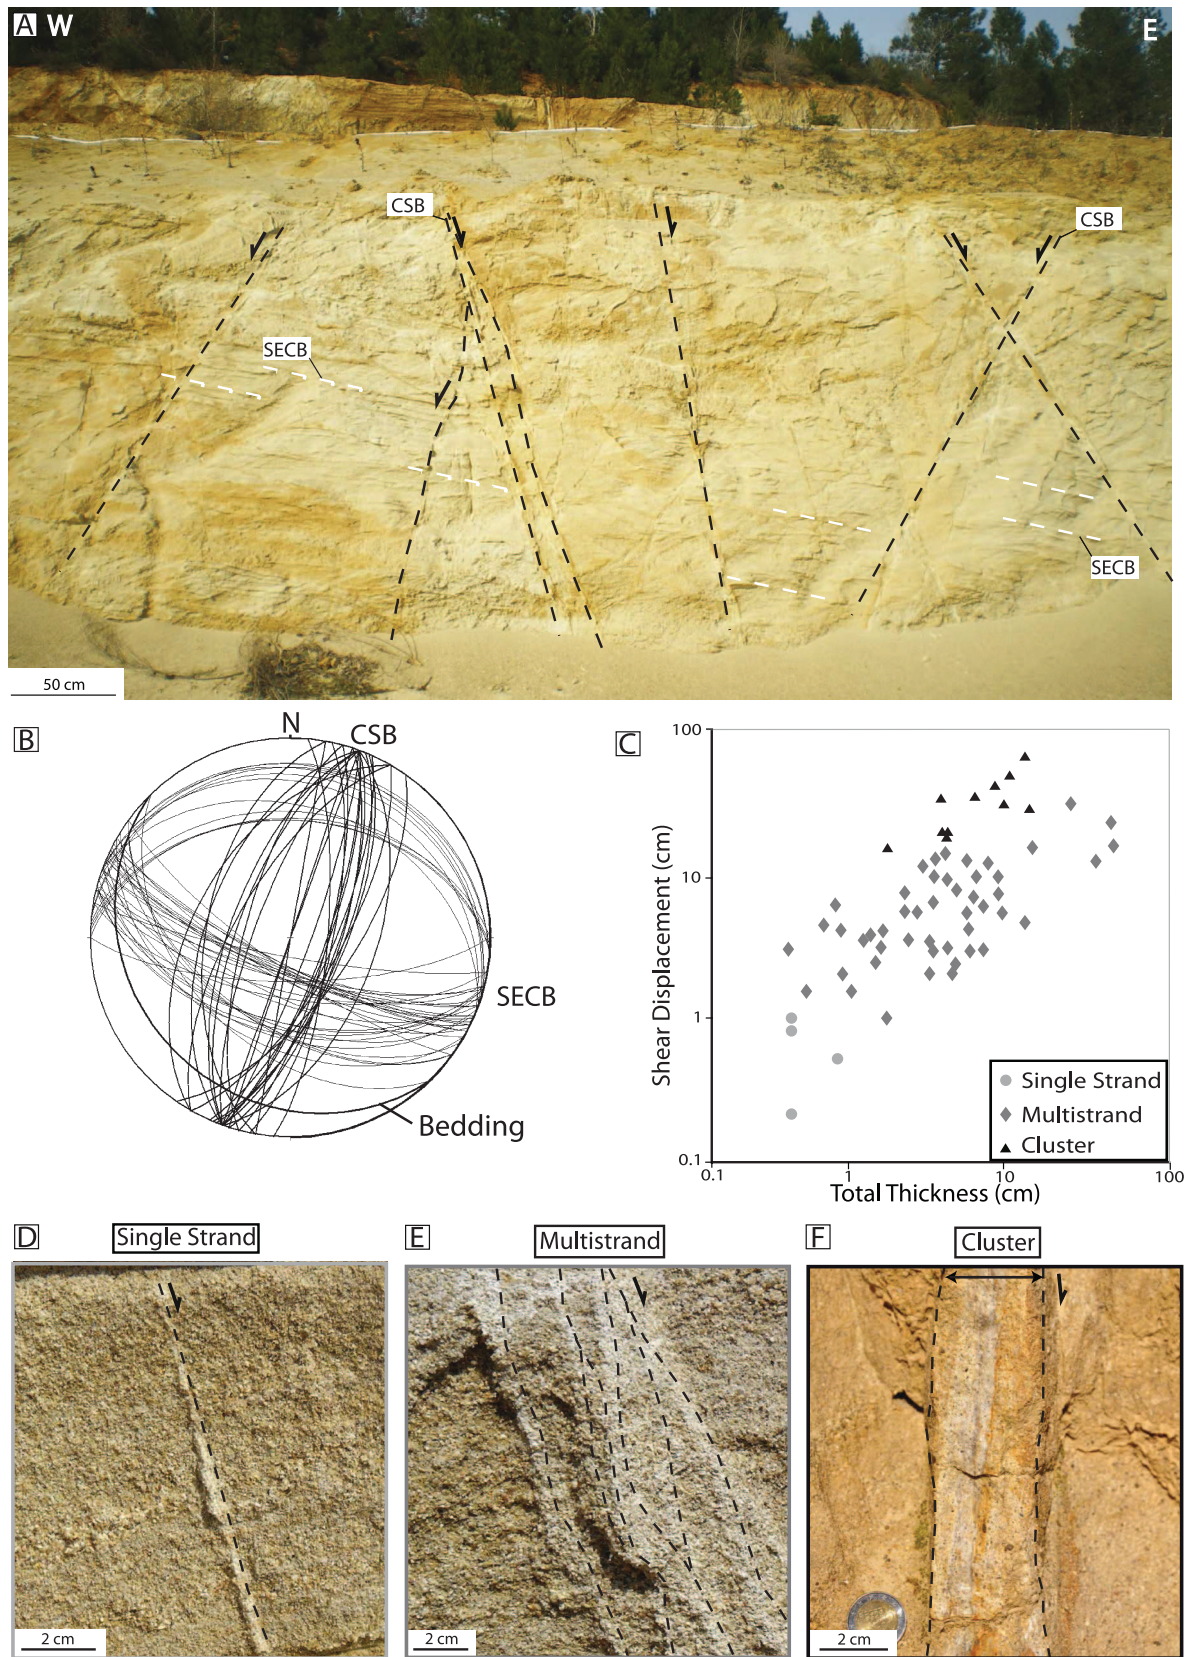 A W
E
CSB
CSB
SECB
SECB
50 cm
B
N
CSB
SECB
Bedding
C
100
10
1
0.1
Shear Displacement (cm)
0.1
1
10
100
Total Thickness (cm)
Single Strand
Multistrand
Cluster
D
Single Strand
2 cm
E
Multistrand
2 cm
F
Cluster
2 cm